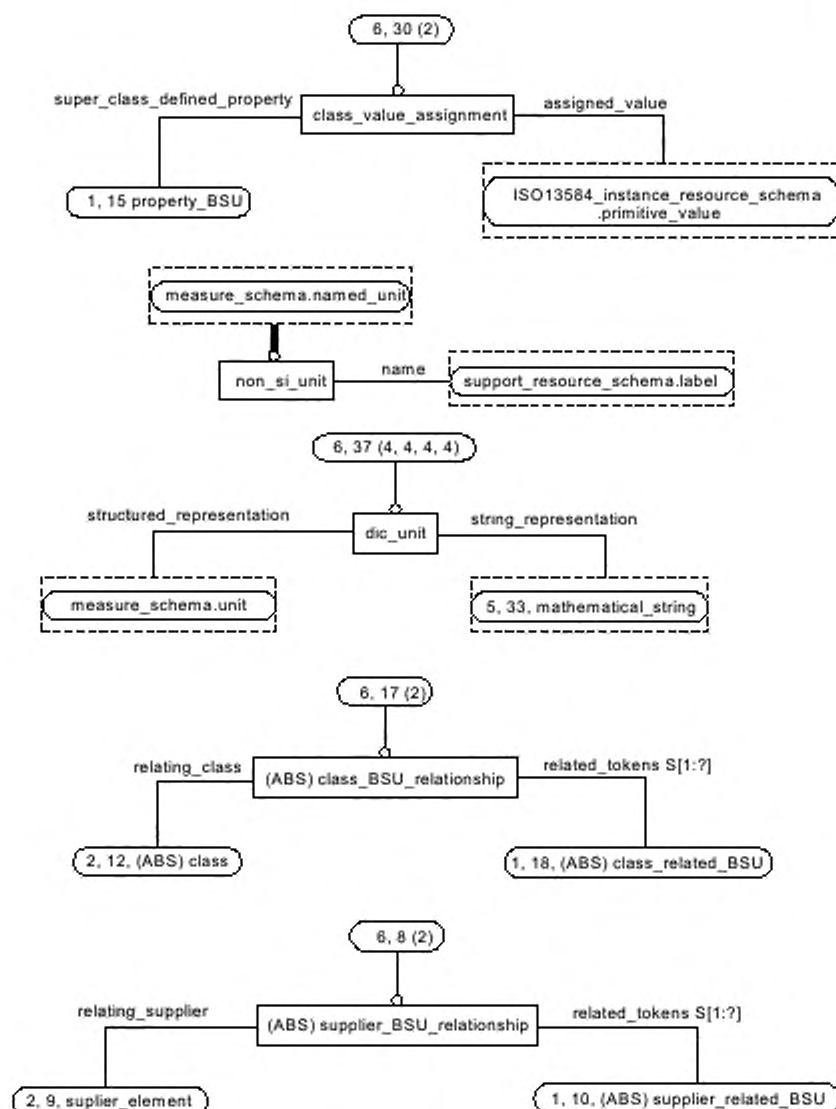 6, 30 (2)
super_class_defined_property
class_value_assignment
assigned_value
1, 15 property_BSU
ISO13584_instance_resource_schema
.primitive_value
measure_schema.named_unit
non_si_unit
name
support_resource_schema.label
6, 37 (4, 4, 4, 4)
structured_representation
dic_unit
string_representation
measure_schema.unit
5, 33, mathematical_string
6, 17 (2)
relating_class
(ABS) class_BSU_relationship
related_tokens S[1:?]
2, 12, (ABS) class
1, 18, (ABS) class_related_BSU
6, 8 (2)
relating_supplier
(ABS) supplier_BSU_relationship
related_tokens S[1:?]
2, 9, suplier_element
1, 10, (ABS) supplier_related_BSU